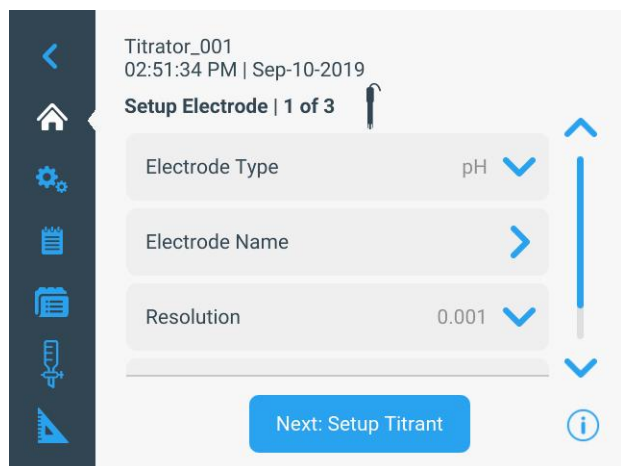 Titrator_001
02:51:34 PM | Sep-10-2019
Setup Electrode | 1 of 3
Electrode Type pH
Electrode Name
Resolution 0.001
Next: Setup Titrant
i